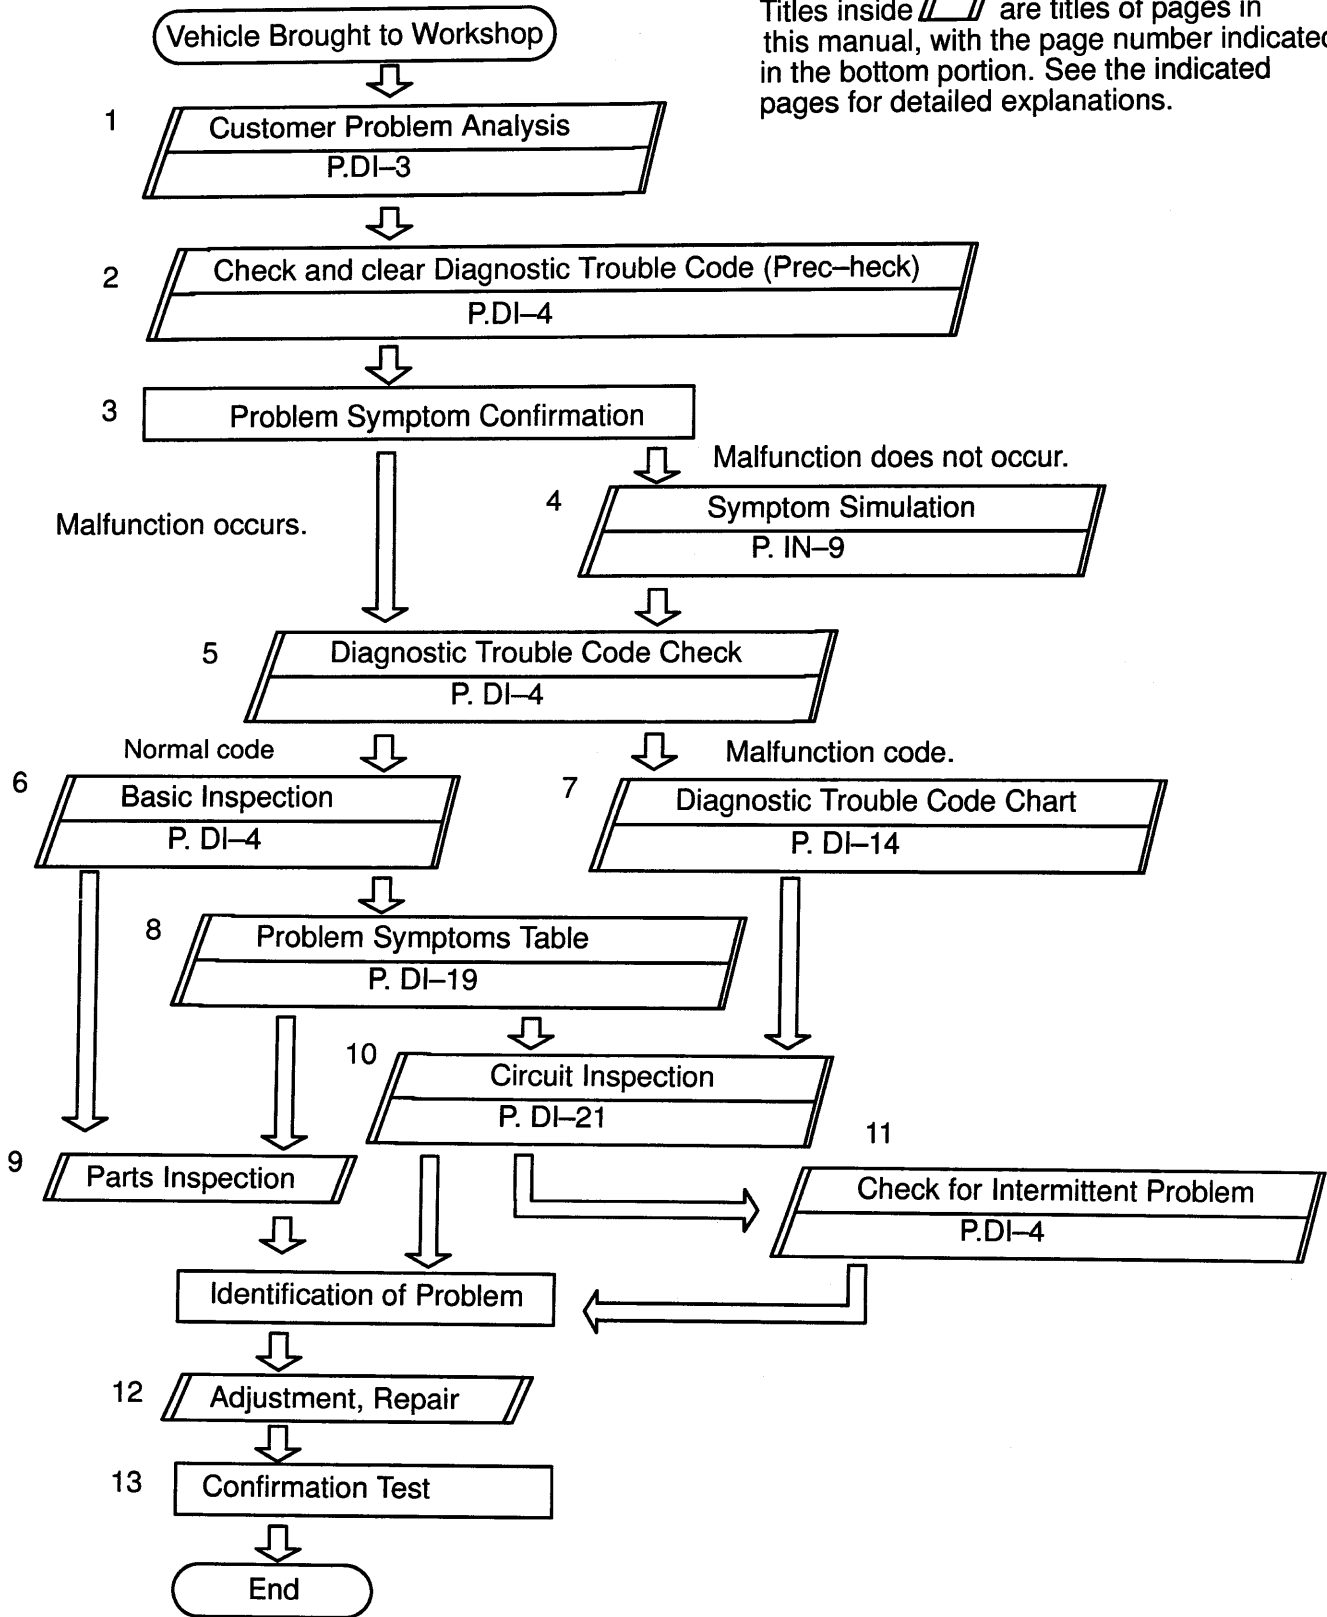 Vehicle Brought to Workshop
Titles inside are titles of pages in
this manual, with the page number indicated
in the bottom portion. See the indicated
pages for detailed explanations.
1
Customer Problem Analysis
P.DI–3
2
Check and clear Diagnostic Trouble Code (Prec–heck)
P.DI–4
3
Problem Symptom Confirmation
Malfunction does not occur.
Malfunction occurs.
4
Symptom Simulation
P. IN–9
5
Diagnostic Trouble Code Check
P. DI–4
Normal code
Malfunction code.
6
Basic Inspection
P. DI–4
7
Diagnostic Trouble Code Chart
P. DI–14
8
Problem Symptoms Table
P. DI–19
10
Circuit Inspection
P. DI–21
11
Check for Intermittent Problem
P.DI–4
9
Parts Inspection
Identification of Problem
12
Adjustment, Repair
13
Confirmation Test
End